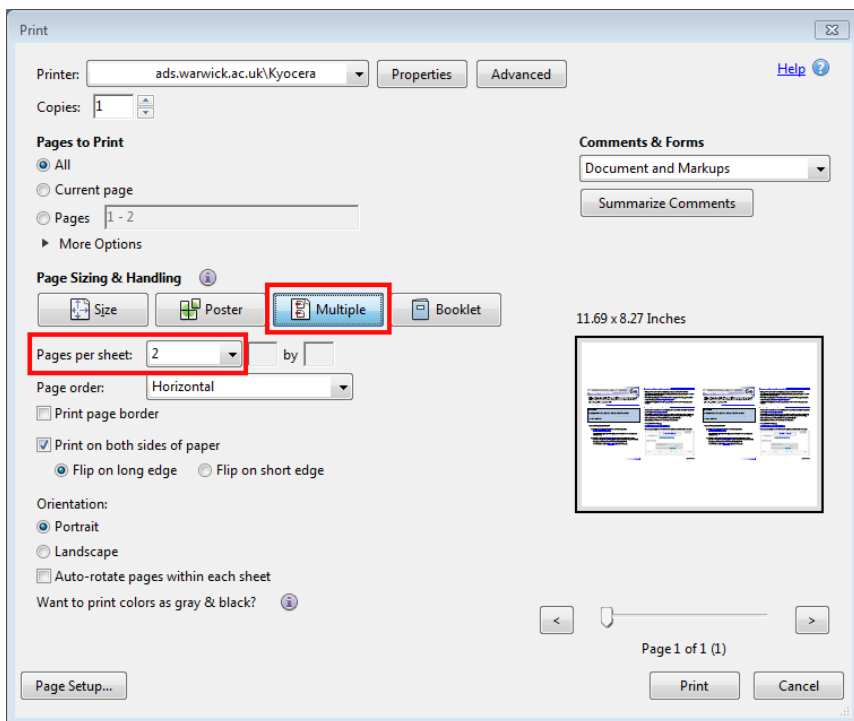 Print
Printer: ads.warwick.ac.uk\Kyocera Properties Advanced Help
Copies: 1
Pages to Print
All
Current page
Pages 1 - 2
More Options
Comments & Forms
Document and Markups
Summarize Comments
Page Sizing & Handling
Size Poster Multiple Booklet
Pages per sheet: 2 by
Page order: Horizontal
Print page border
Print on both sides of paper
Flip on long edge Flip on short edge
Orientation:
Portrait
Landscape
Auto-rotate pages within each sheet
Want to print colors as gray & black?
11.69 x 8.27 Inches
< >
Page 1 of 1 (1)
Page Setup... Print Cancel